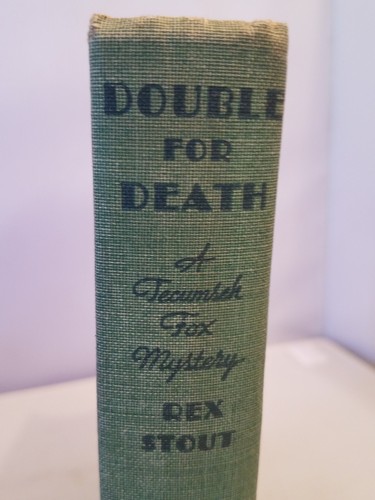 DOUBLE
FOR
DEATH
A
Tecumseh
Fox
Mystery
REX
STOUT